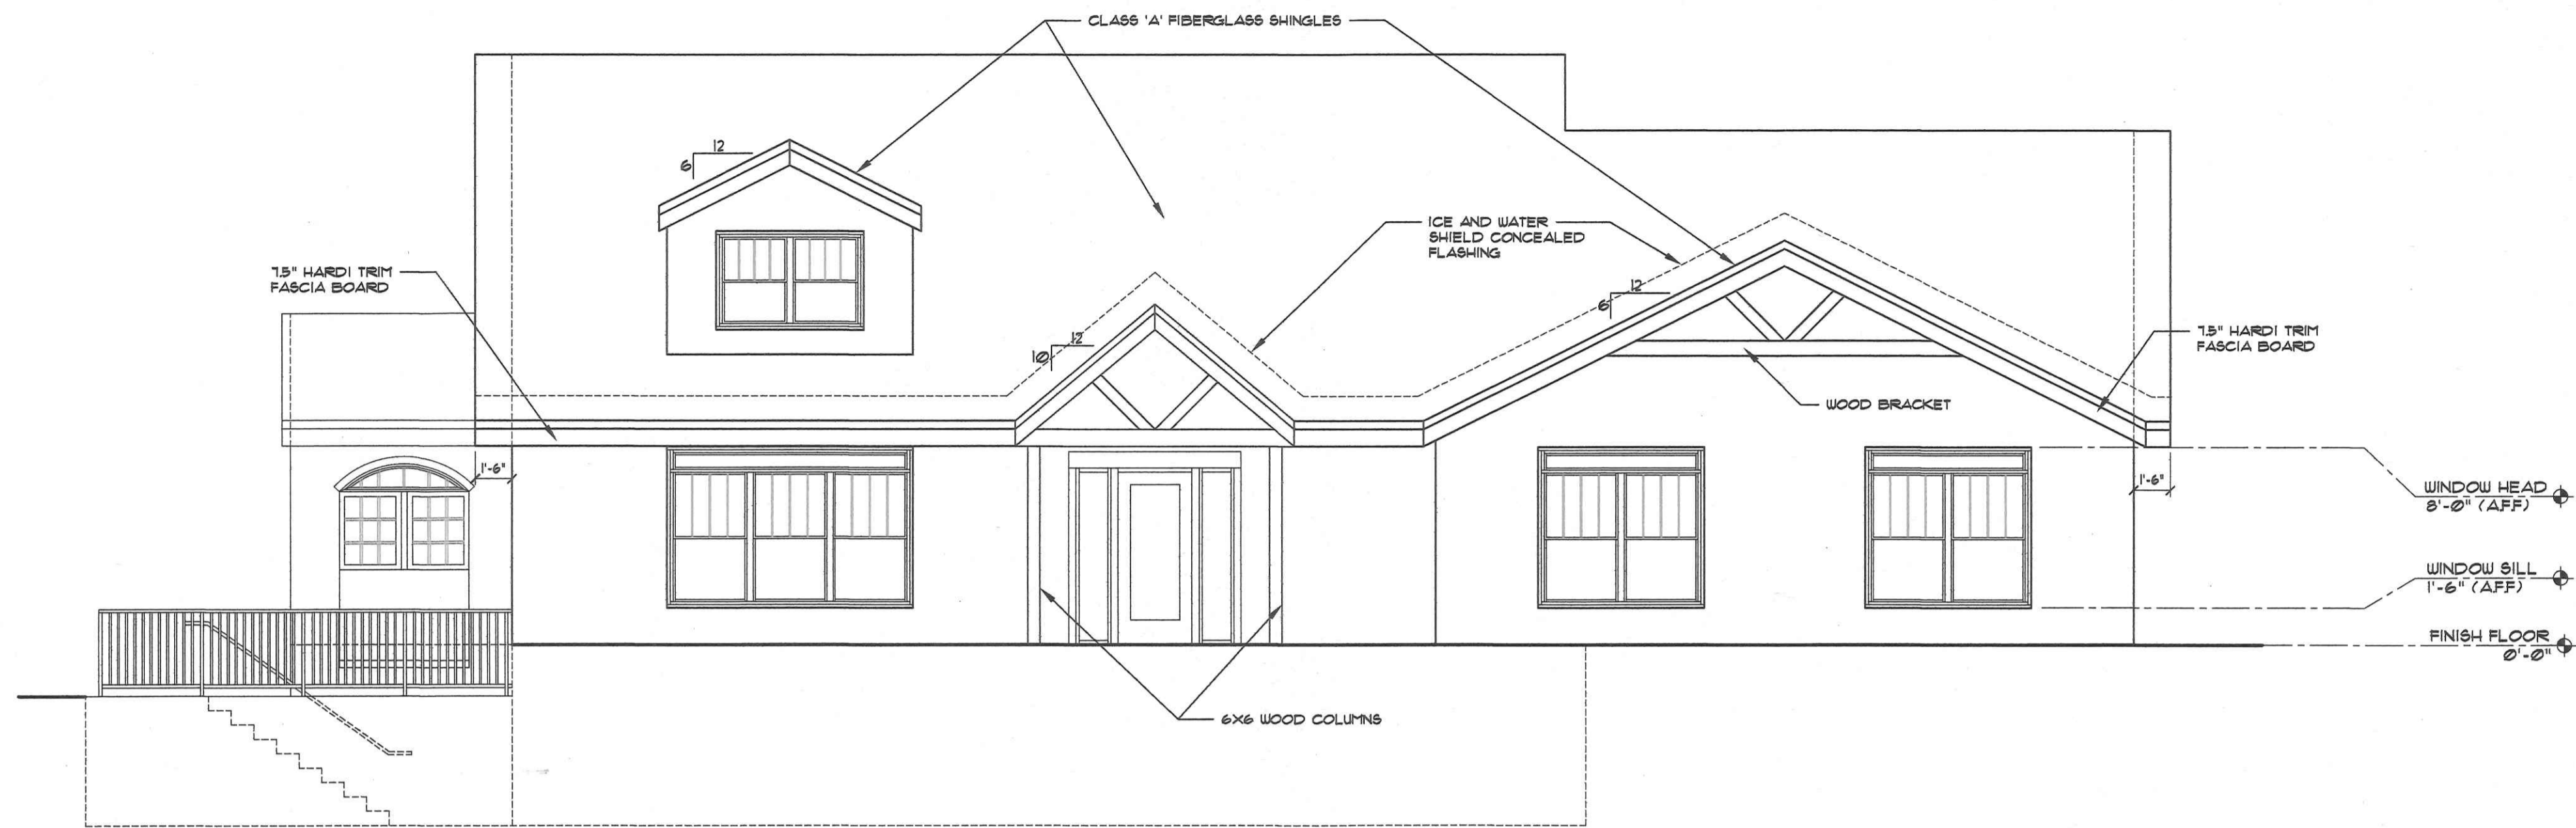 CLASS 'A' FIBERGLASS SHINGLES
12
6
ICE AND WATER
SHIELD CONCEALED
FLASHING
7.5" HARDI TRIM
FASCIA BOARD
12
6
12
10
7.5" HARDI TRIM
FASCIA BOARD
WOOD BRACKET
1'-6"
1'-6"
WINDOW HEAD
8'-0" (A.F.F.)
WINDOW SILL
1'-6" (A.F.F.)
FINISH FLOOR
0'-0"
6X6 WOOD COLUMNS